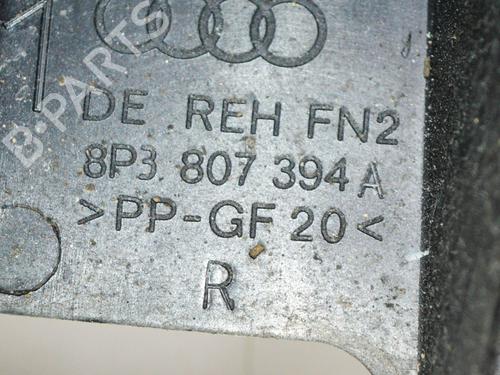 B-PARTS
DE REH FN2
8P3 807 394 A
>PP-GF 20<
R